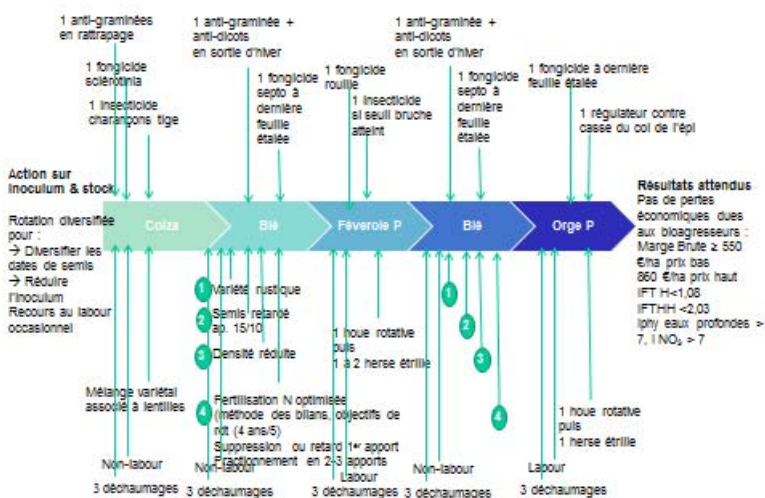 1 anti-graminées
en rattrapage
1 fongicide
sclérotinia
1 insecticide
charançons tige
1 anti-graminée +
anti-dicots
en sortie d'hiver
1 fongicide
septo à
dernière
feuille
étalée
1 fongicide
rouille
1 insecticide
si seuil bruche
atteint
1 anti-graminée +
anti-dicots
en sortie d'hiver
1 fongicide
septo à
dernière
feuille
étalée
1 fongicide à dernière
feuille étalée
1 régulateur contre
casse du col de l'épi
Action sur
inoculum & stock
Rotation diversifiée
pour :
→ Diversifier les
dates de semis
→ Réduire
l'inoculum
Recours au labour
occasionnel
Colza
Blé
Féverole P
Blé
Orge P
Résultats attendus
Pas de pertes
économiques dues
aux bioagresseurs :
Marge Brute ≥ 550
€/ha prix bas
860 €/ha prix haut
IFT H<1,08
IFTHH <2,03
Iphy eaux profondes >
7, I NO₃ > 7
1 Variété rustique
2 Semis retardé
ap. 15/10
3 Densité réduite
4 Fertilisation N optimisée
(méthode des bilans, objectifs de
rdt (4 ans/5)
Suppression ou retard 1er apport
Fractionnement en 2-3 apports
1 houe rotative
puis
1 à 2 herse étrille
1
2
3
4
1 houe rotative
puis
1 herse étrille
Mélange variétal
associé à lentilles
Non-labour
3 déchaumages
Non-labour
3 déchaumages
Labour
3 déchaumages
Non-labour
3 déchaumages
Labour
3 déchaumages